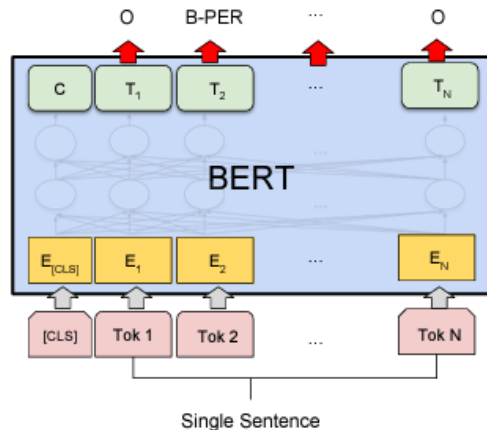 O B-PER ... O
C T1 T2 ... TN
...
BERT
...
E[CLS] E1 E2 ... EN
[CLS] Tok 1 Tok 2 ... Tok N
Single Sentence